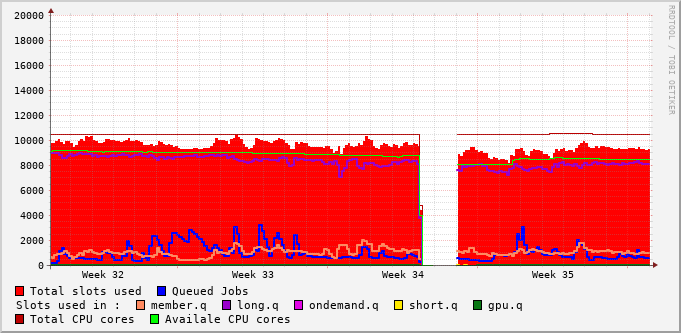 20000
18000
16000
14000
12000
10000
8000
6000
4000
2000
0
Week 32 Week 33 Week 34 Week 35
RRDTOOL / TOBI OETIKER
Total slots used Queued Jobs
Slots used in : member.q long.q ondemand.q short.q gpu.q
Total CPU cores Availale CPU cores